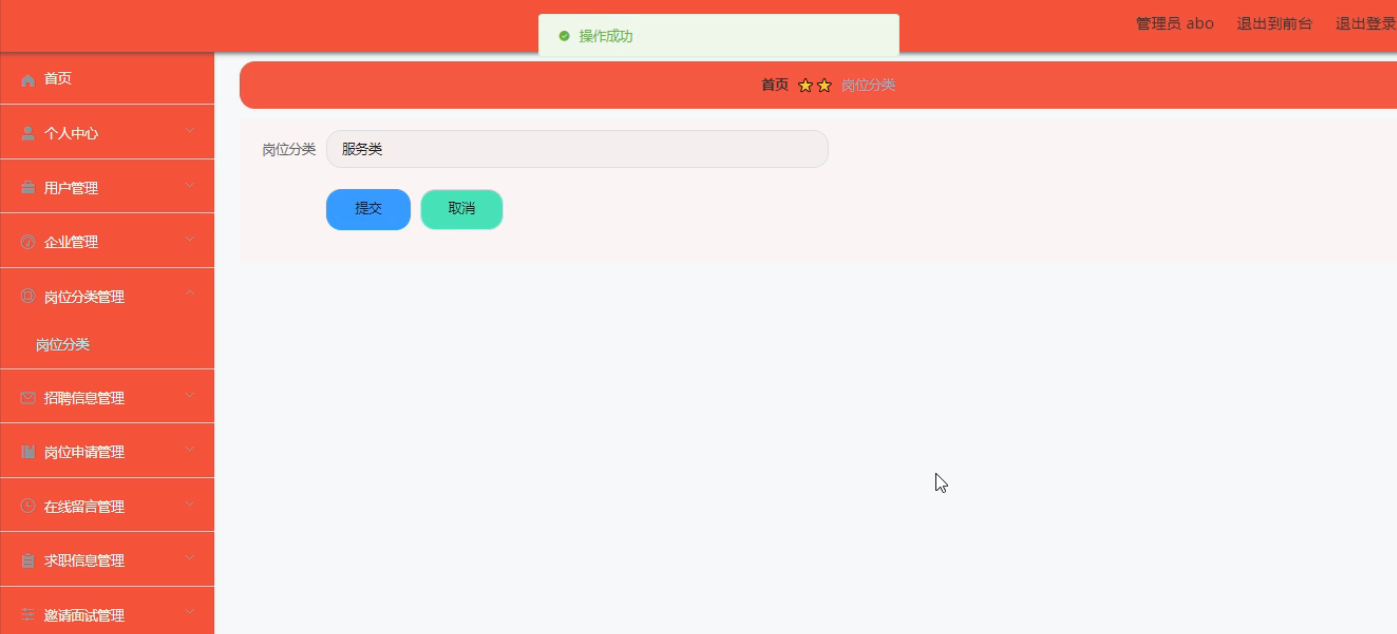 操作成功
管理员 abo 退出到前台 退出登录
首页
个人中心
用户管理
企业管理
岗位分类管理
岗位分类
招聘信息管理
岗位申请管理
在线留言管理
求职信息管理
邀请面试管理
首页 岗位分类
岗位分类 服务类
提交 取消